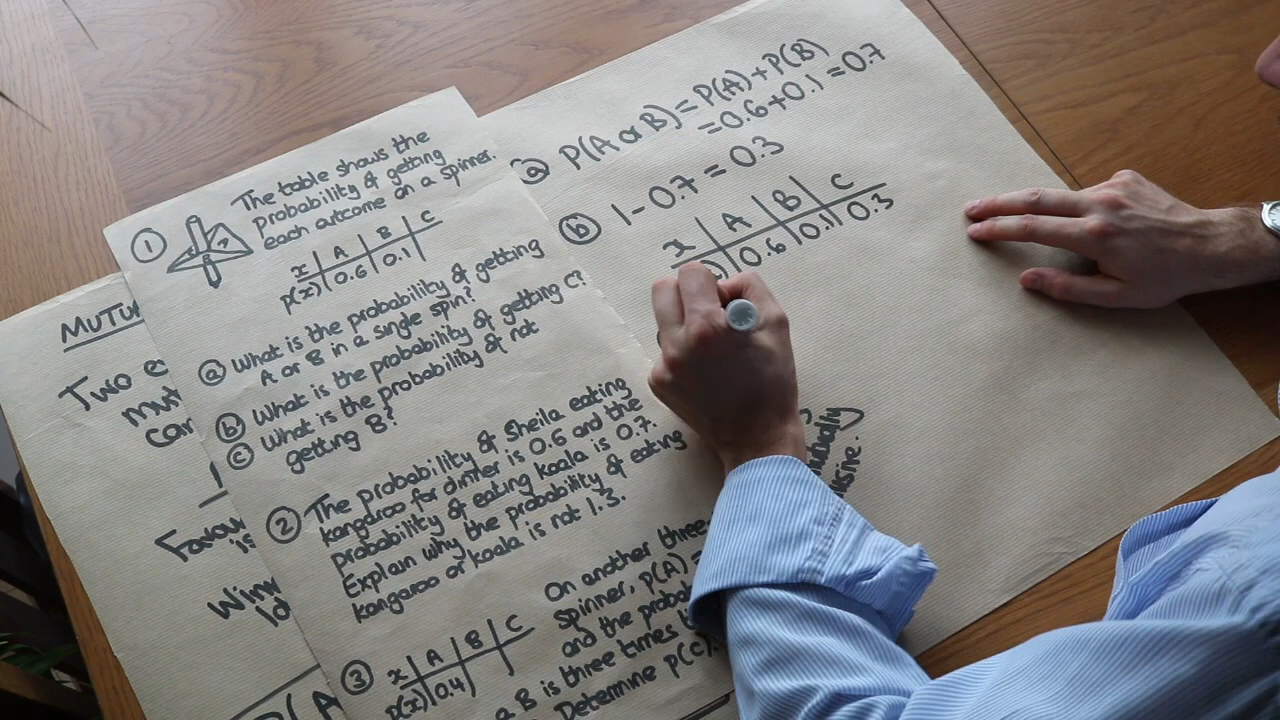 MUTU
Two e
mut
can
Favou
is
Winn
Id
P(A
① The table shows the
probability of getting
each outcome on a spinner.
x | A | B | C
p(x) | 0.6 | 0.1 |
ⓐ What is the probability of getting
A or B in a single spin?
ⓑ What is the probability of getting C?
ⓒ What is the probability of not
getting B?
② The probability of Sheila eating
kangaroo for dinner is 0.6 and the
probability of eating koala is 0.7.
Explain why the probability of eating
kangaroo or koala is not 1.3.
③ x | A | B | C
p(x) | 0.4 |
On another three
spinner, p(A) =
and the probab
a B is three times
Determine p(C).
ⓐ P(A or B) = P(A) + P(B)
= 0.6 + 0.1 = 0.7
ⓑ 1 - 0.7 = 0.3
x | A | B | C
) | 0.6 | 0.1 | 0.3